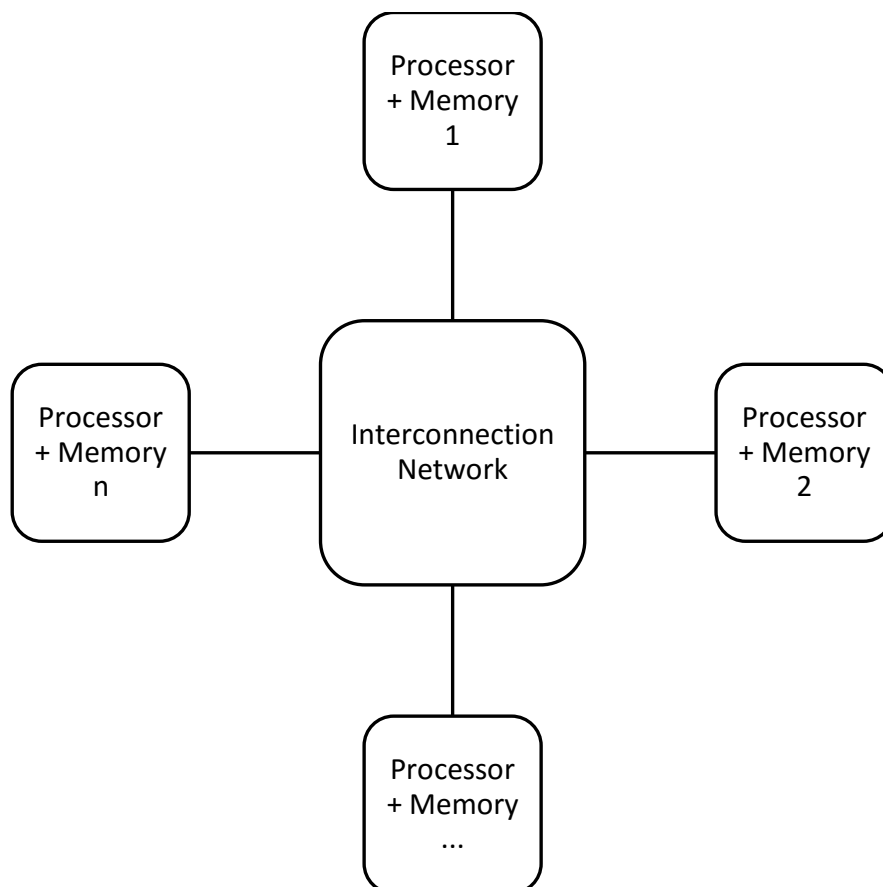 Processor
+ Memory
1
Processor
+ Memory
n
Interconnection
Network
Processor
+ Memory
2
Processor
+ Memory
...